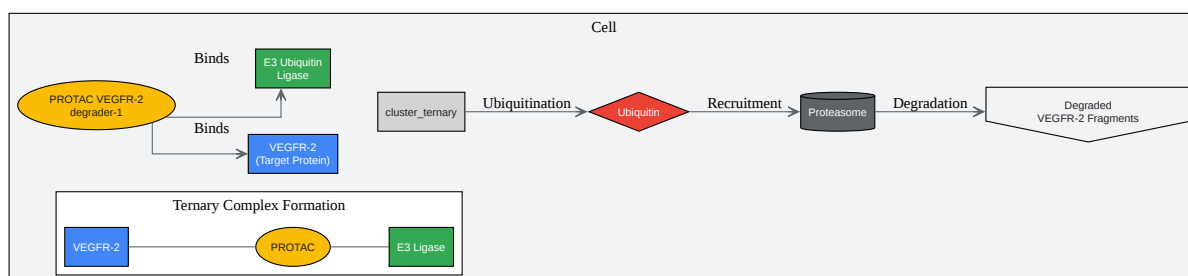 Cell
Binds
E3 Ubiquitin
Ligase
PROTAC VEGFR-2
degrader-1
Binds
VEGFR-2
(Target Protein)
cluster_ternary
Ubiquitination
Ubiquitin
Recruitment
Proteasome
Degradation
Degraded
VEGFR-2 Fragments
Ternary Complex Formation
VEGFR-2
PROTAC
E3 Ligase